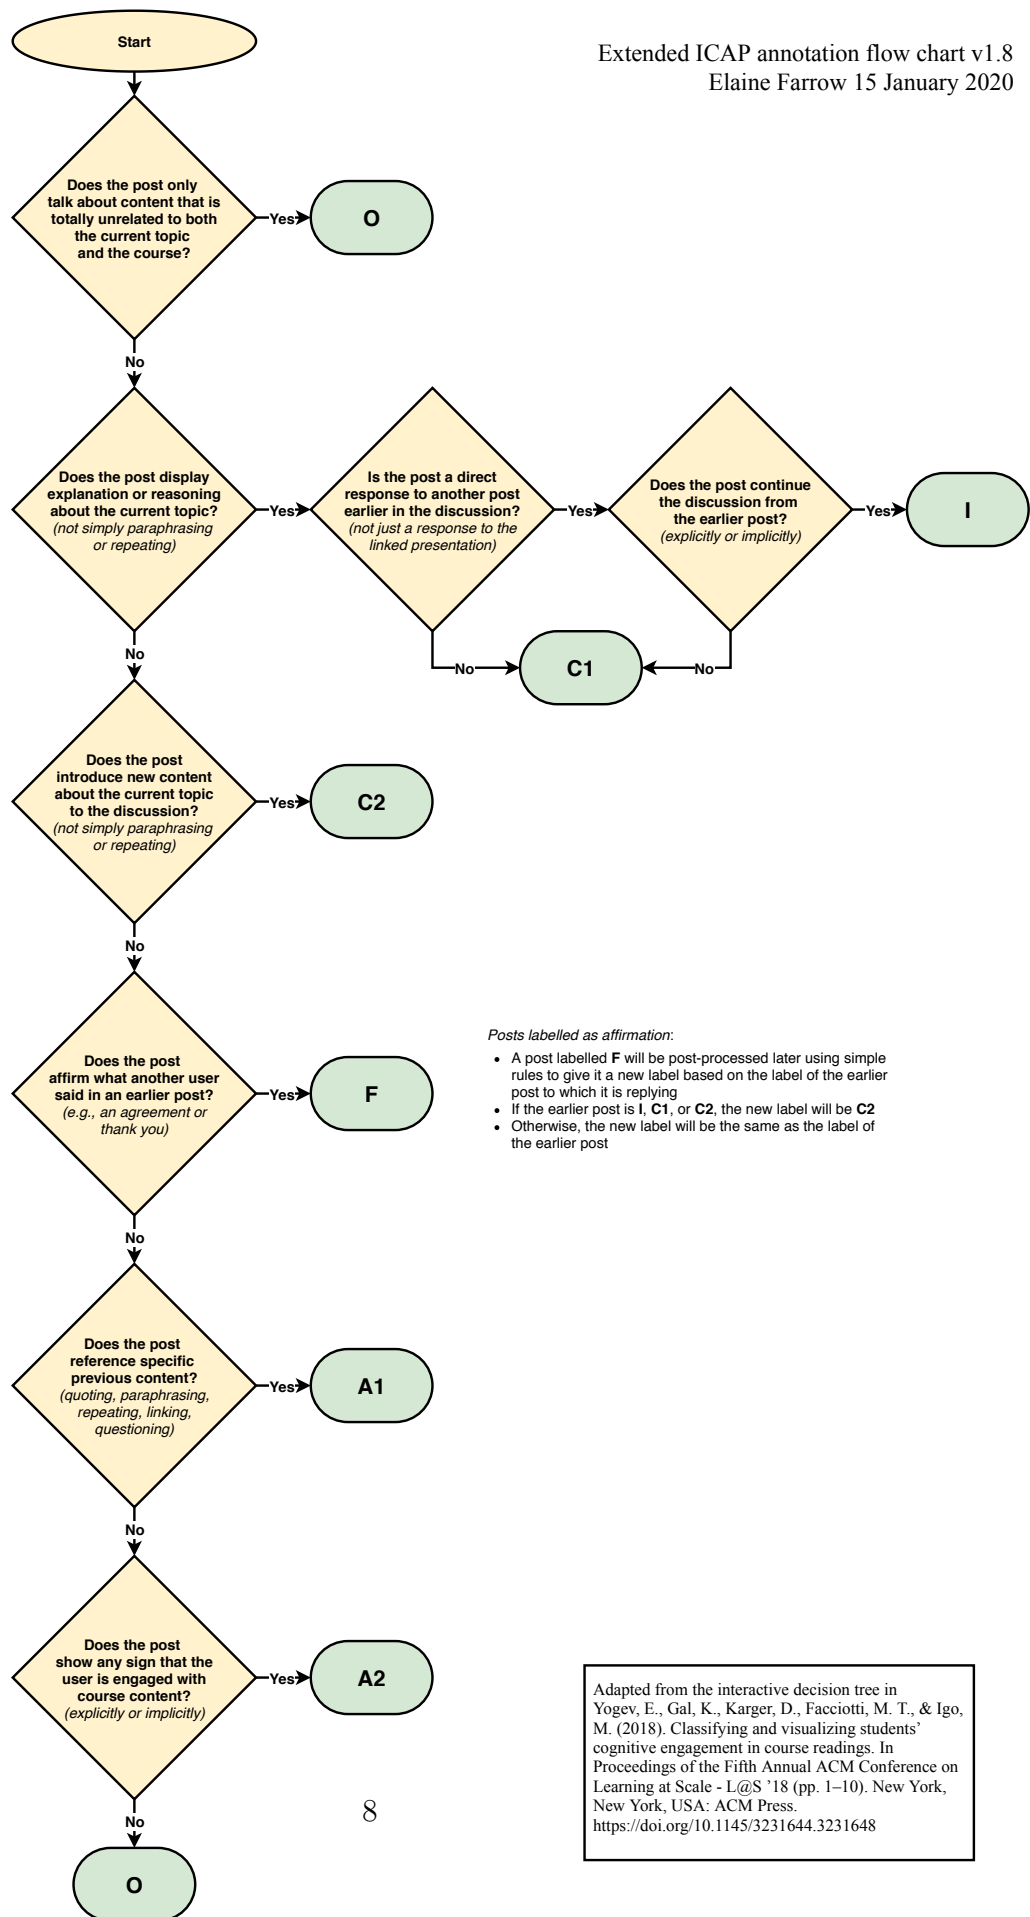 Start
Extended ICAP annotation flow chart v1.8
Elaine Farrow 15 January 2020
Does the post only
talk about content that is
totally unrelated to both
the current topic
and the course?
Yes
O
No
Does the post display
explanation or reasoning
about the current topic?
(not simply paraphrasing
or repeating)
Yes
Is the post a direct
response to another post
earlier in the discussion?
(not just a response to the
linked presentation)
Yes
Does the post continue
the discussion from
the earlier post?
(explicitly or implicitly)
Yes
I
No
No
C1
No
Does the post
introduce new content
about the current topic
to the discussion?
(not simply paraphrasing
or repeating)
Yes
C2
No
Does the post
affirm what another user
said in an earlier post?
(e.g., an agreement or
thank you)
Yes
F
Posts labelled as affirmation:
• A post labelled F will be post-processed later using simple
rules to give it a new label based on the label of the earlier
post to which it is replying
• If the earlier post is I, C1, or C2, the new label will be C2
• Otherwise, the new label will be the same as the label of
the earlier post
No
Does the post
reference specific
previous content?
(quoting, paraphrasing,
repeating, linking,
questioning)
Yes
A1
No
Does the post
show any sign that the
user is engaged with
course content?
(explicitly or implicitly)
Yes
A2
No
O
Adapted from the interactive decision tree in
Yogev, E., Gal, K., Karger, D., Facciotti, M. T., & Igo,
M. (2018). Classifying and visualizing students’
cognitive engagement in course readings. In
Proceedings of the Fifth Annual ACM Conference on
Learning at Scale - L@S ’18 (pp. 1–10). New York,
New York, USA: ACM Press.
https://doi.org/10.1145/3231644.3231648
8